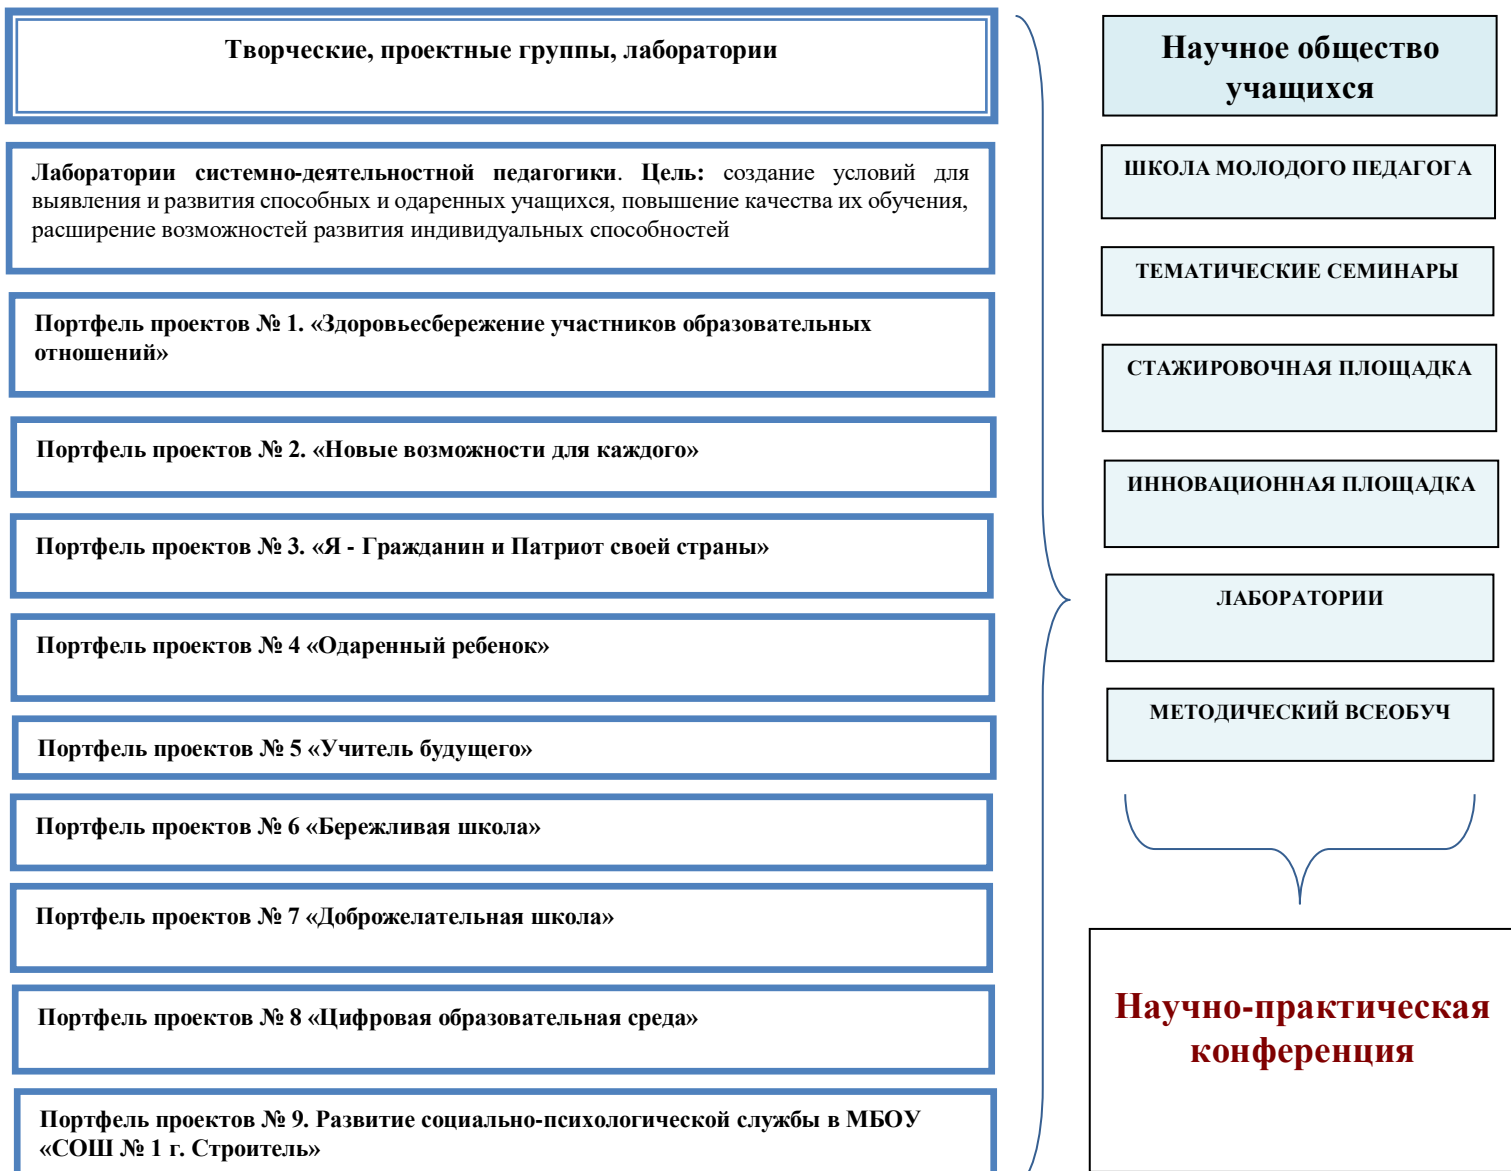 Творческие, проектные группы, лаборатории
Лаборатории системно-деятельностной педагогики. Цель: создание условий для
выявления и развития способных и одаренных учащихся, повышение качества их обучения,
расширение возможностей развития индивидуальных способностей
Портфель проектов № 1. «Здоровьесбережение участников образовательных
отношений»
Портфель проектов № 2. «Новые возможности для каждого»
Портфель проектов № 3. «Я - Гражданин и Патриот своей страны»
Портфель проектов № 4 «Одаренный ребенок»
Портфель проектов № 5 «Учитель будущего»
Портфель проектов № 6 «Бережливая школа»
Портфель проектов № 7 «Доброжелательная школа»
Портфель проектов № 8 «Цифровая образовательная среда»
Портфель проектов № 9. Развитие социально-психологической службы в МБОУ
«СОШ № 1 г. Строитель»
Научное общество
учащихся
ШКОЛА МОЛОДОГО ПЕДАГОГА
ТЕМАТИЧЕСКИЕ СЕМИНАРЫ
СТАЖИРОВОЧНАЯ ПЛОЩАДКА
ИННОВАЦИОННАЯ ПЛОЩАДКА
ЛАБОРАТОРИИ
МЕТОДИЧЕСКИЙ ВСЕОБУЧ
Научно-практическая
конференция